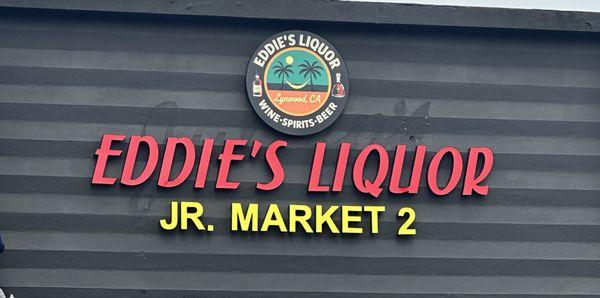 EDDIE'S LIQUOR
Lynwood, CA
WINE·SPIRITS·BEER
EDDIE'S LIQUOR
JR. MARKET 2